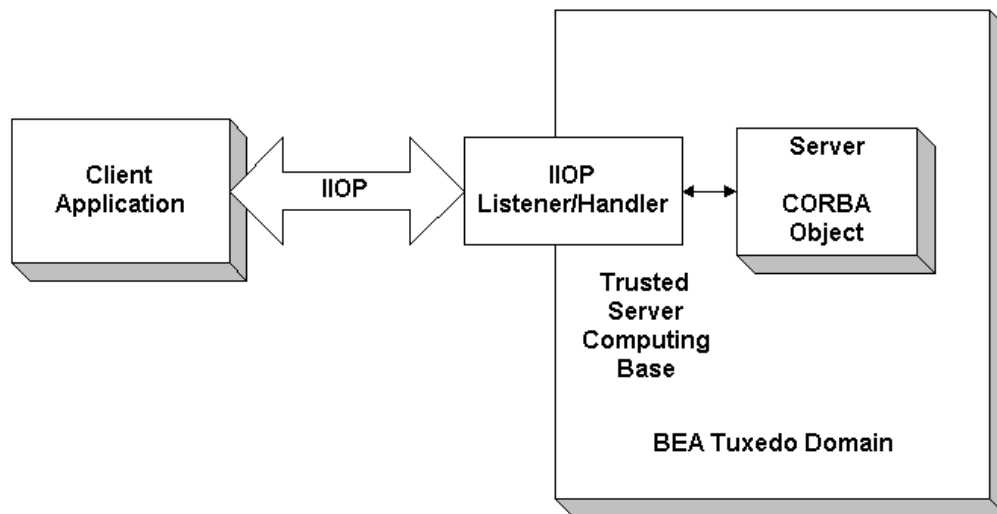 Client
Application
IIOP
IIOP
Listener/Handler
Server
CORBA
Object
Trusted
Server
Computing
Base
BEA Tuxedo Domain